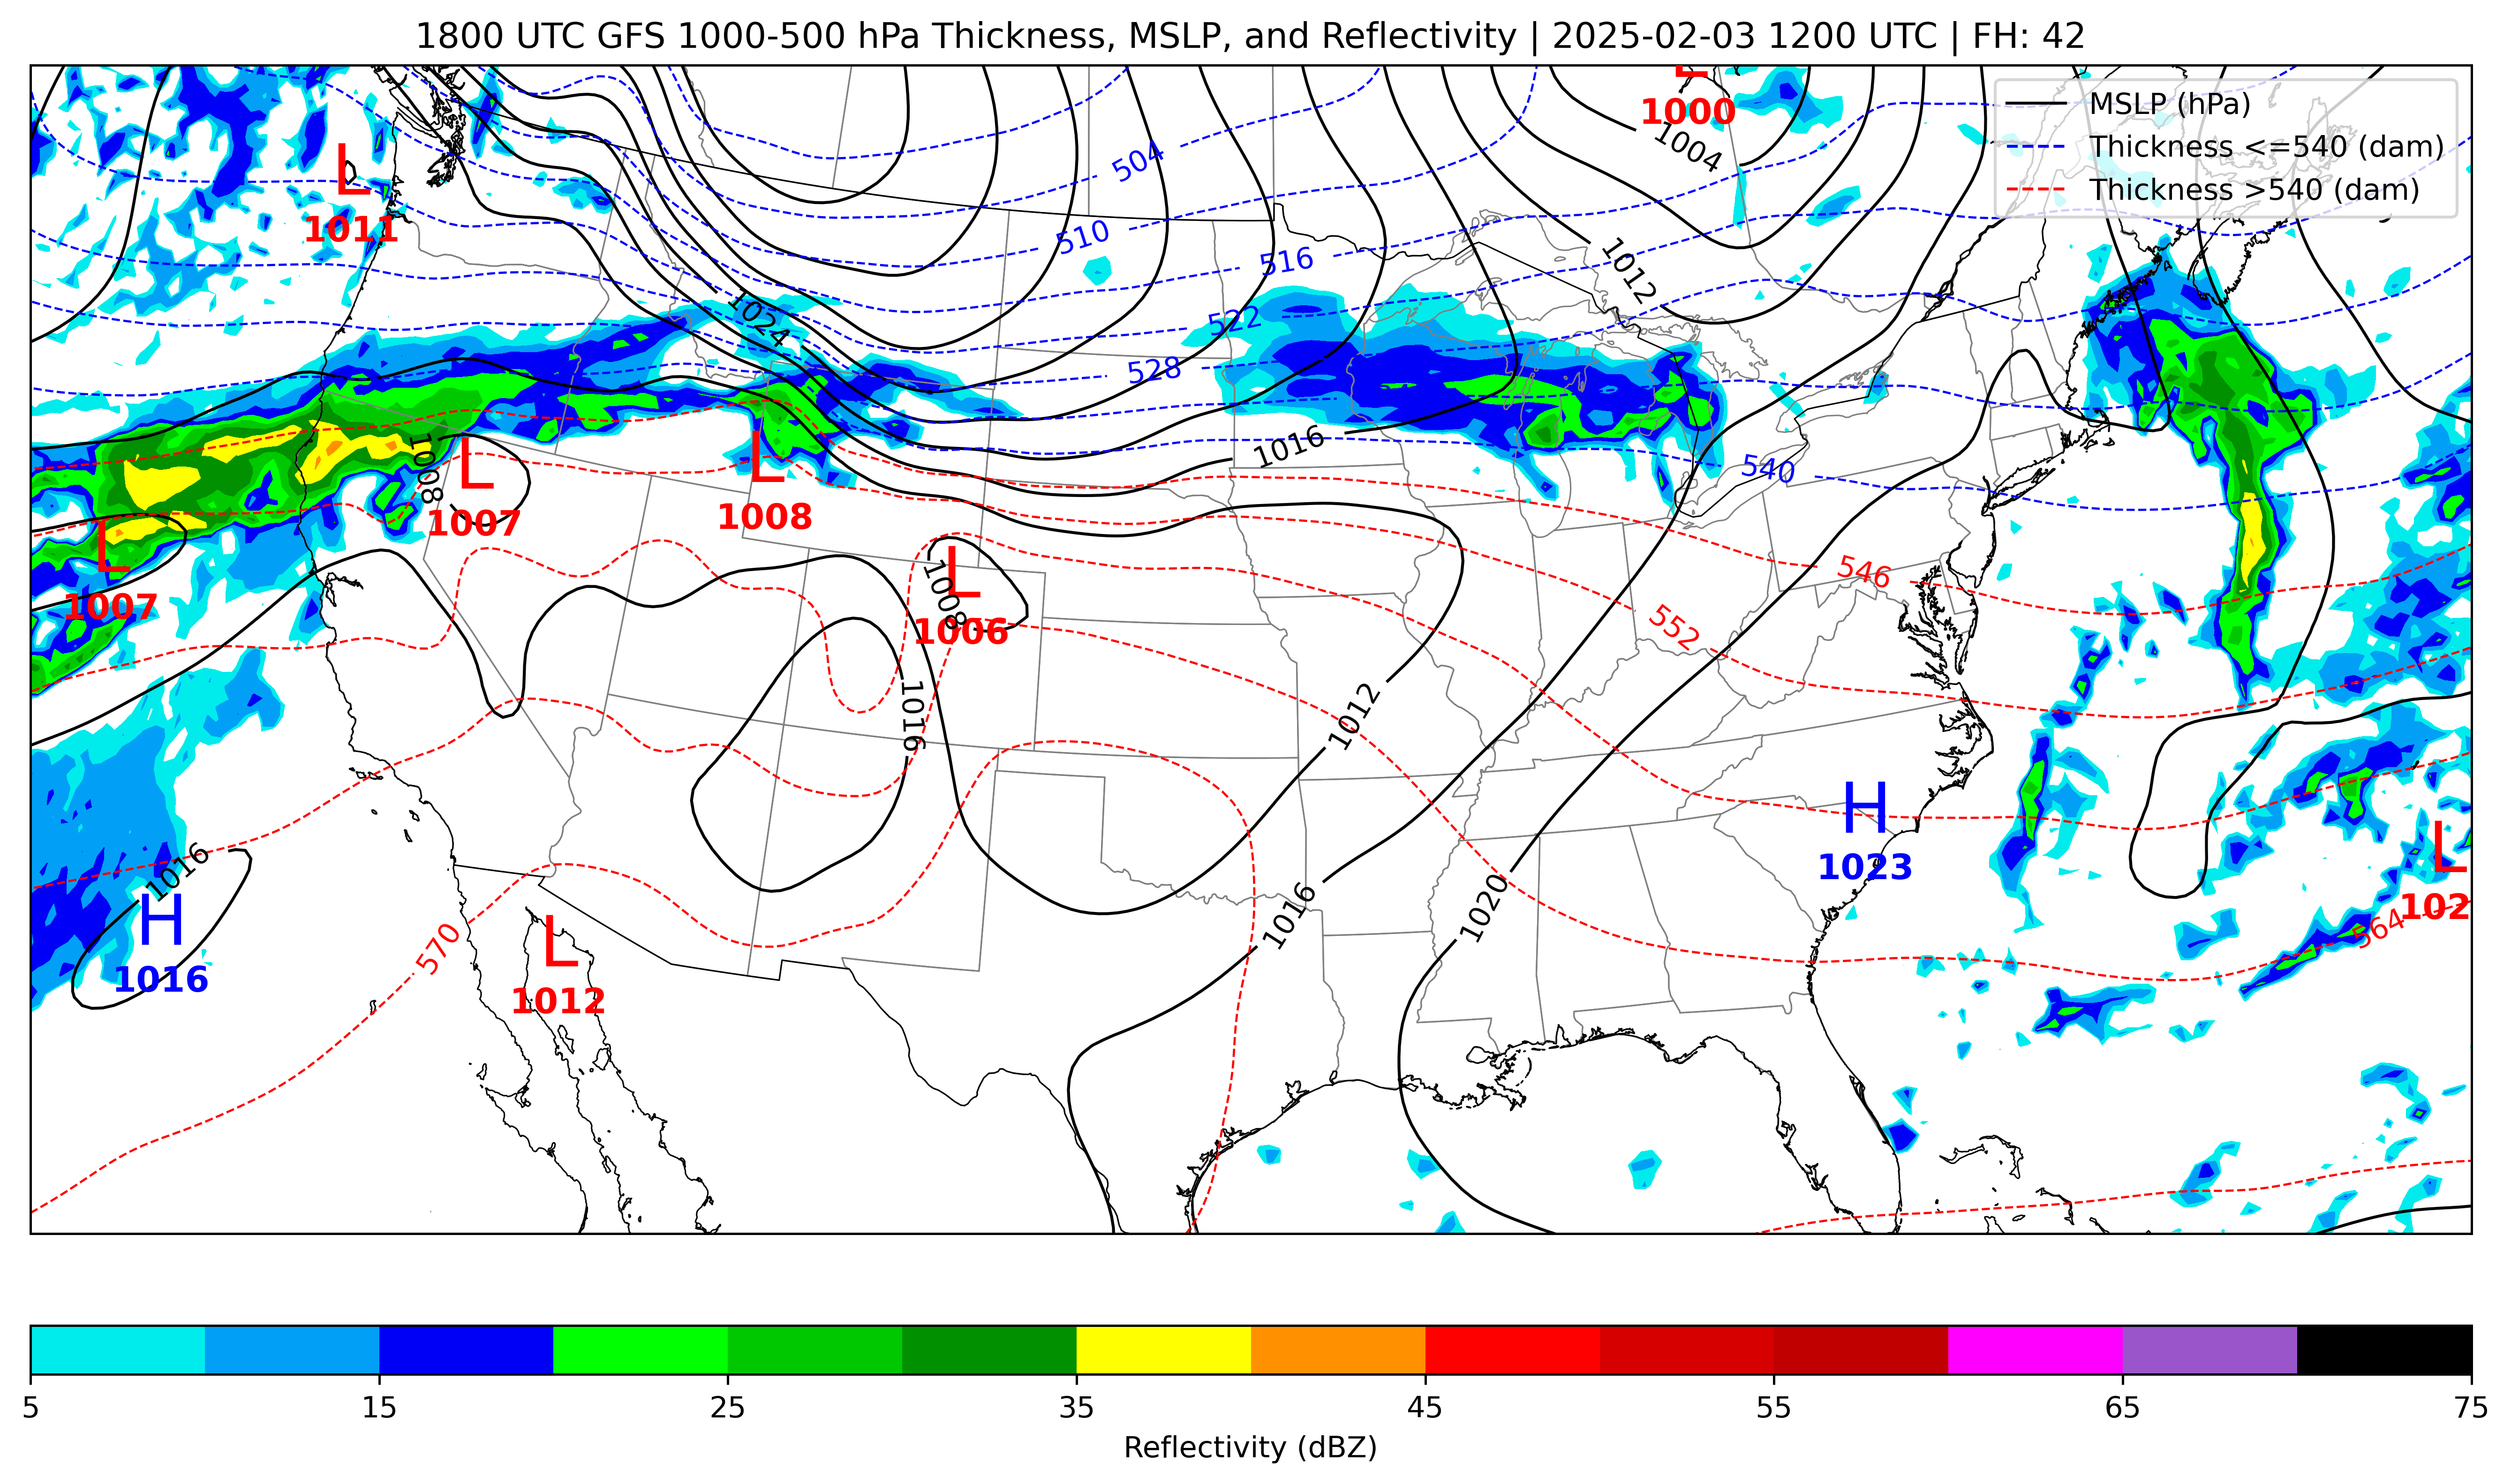 1800 UTC GFS 1000-500 hPa Thickness, MSLP, and Reflectivity | 2025-02-03 1200 UTC | FH: 42
MSLP (hPa)
Thickness <=540 (dam)
Thickness >540 (dam)
L
1000
1004
504
L
1011
510
516
1012
1024
522
528
1016
540
1008
L
1007
L
1008
L
1007
L
1008
1006
546
552
1016
1012
H
1023
L
102
564
1016
H
1016
570
L
1012
1016
1020
5
15
25
35
45
55
65
75
Reflectivity (dBZ)